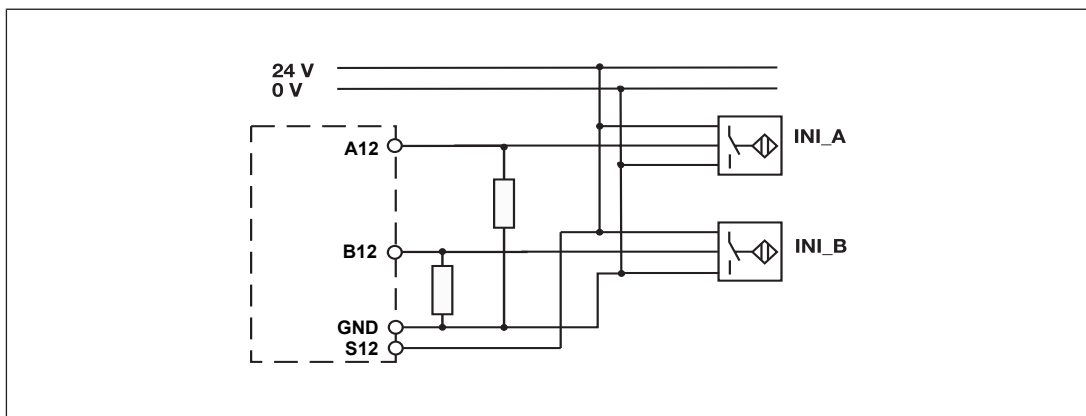 24 V
0 V
A12
INI_A
B12
INI_B
GND
S12